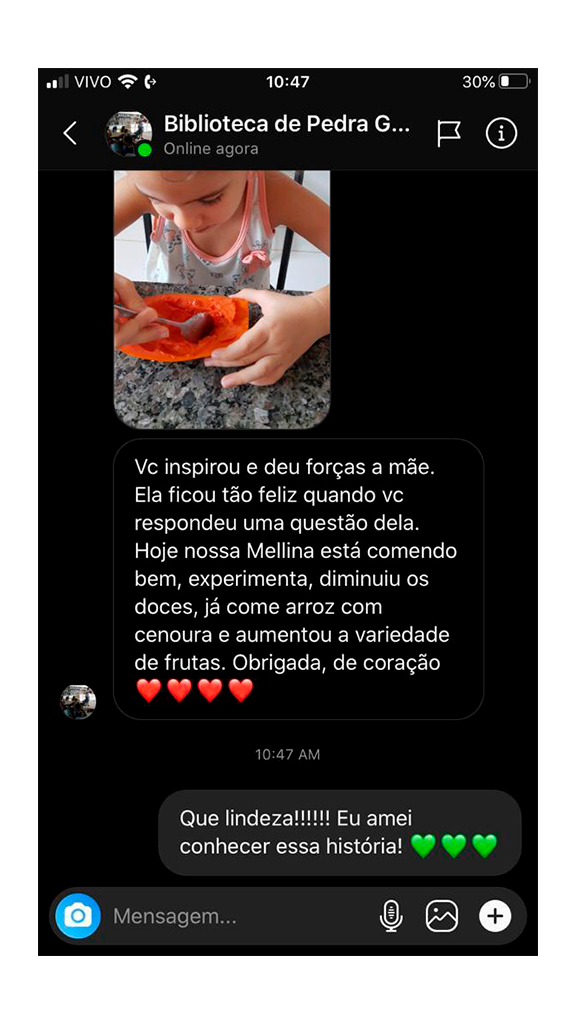 VIVO
10:47
30%
Biblioteca de Pedra G...
Online agora
Vc inspirou e deu forças a mãe.
Ela ficou tão feliz quando vc
respondeu uma questão dela.
Hoje nossa Mellina está comendo
bem, experimenta, diminuiu os
doces, já come arroz com
cenoura e aumentou a variedade
de frutas. Obrigada, de coração
❤️❤️❤️❤️
10:47 AM
Que lindeza!!!!!! Eu amei
conhecer essa história! 💚💚💚
Mensagem...